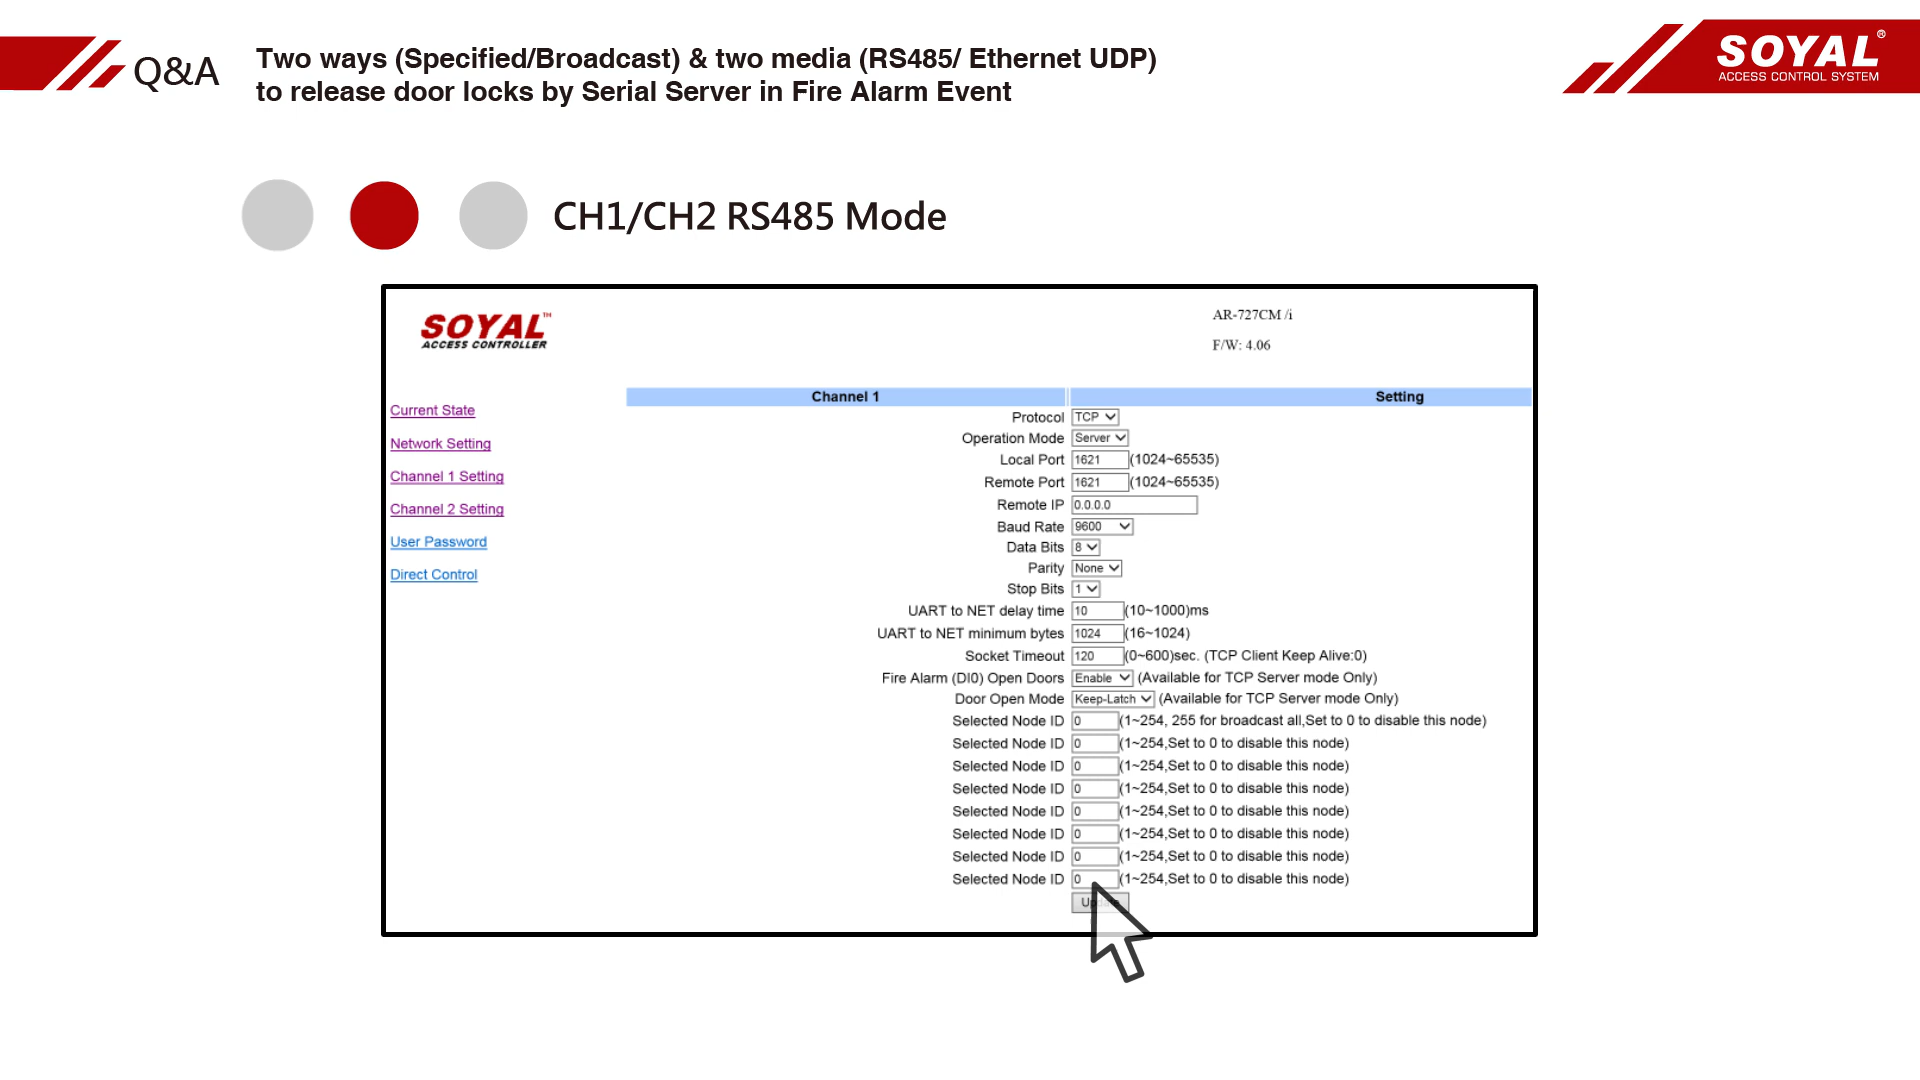 Q&A
Two ways (Specified/Broadcast) & two media (RS485/ Ethernet UDP)
to release door locks by Serial Server in Fire Alarm Event
SOYAL®
ACCESS CONTROL SYSTEM
CH1/CH2 RS485 Mode
SOYAL™
ACCESS CONTROLLER
AR-727CM /i
F/W: 4.06
Current State
Network Setting
Channel 1 Setting
Channel 2 Setting
User Password
Direct Control
Channel 1 Setting
Protocol TCP
Operation Mode Server
Local Port 1621 (1024~65535)
Remote Port 1621 (1024~65535)
Remote IP 0.0.0.0
Baud Rate 9600
Data Bits 8
Parity None
Stop Bits 1
UART to NET delay time 10 (10~1000)ms
UART to NET minimum bytes 1024 (16~1024)
Socket Timeout 120 (0~600)sec. (TCP Client Keep Alive:0)
Fire Alarm (DI0) Open Doors Enable (Available for TCP Server mode Only)
Door Open Mode Keep-Latch (Available for TCP Server mode Only)
Selected Node ID 0 (1~254, 255 for broadcast all,Set to 0 to disable this node)
Selected Node ID 0 (1~254,Set to 0 to disable this node)
Selected Node ID 0 (1~254,Set to 0 to disable this node)
Selected Node ID 0 (1~254,Set to 0 to disable this node)
Selected Node ID 0 (1~254,Set to 0 to disable this node)
Selected Node ID 0 (1~254,Set to 0 to disable this node)
Selected Node ID 0 (1~254,Set to 0 to disable this node)
Selected Node ID 0 (1~254,Set to 0 to disable this node)
Update